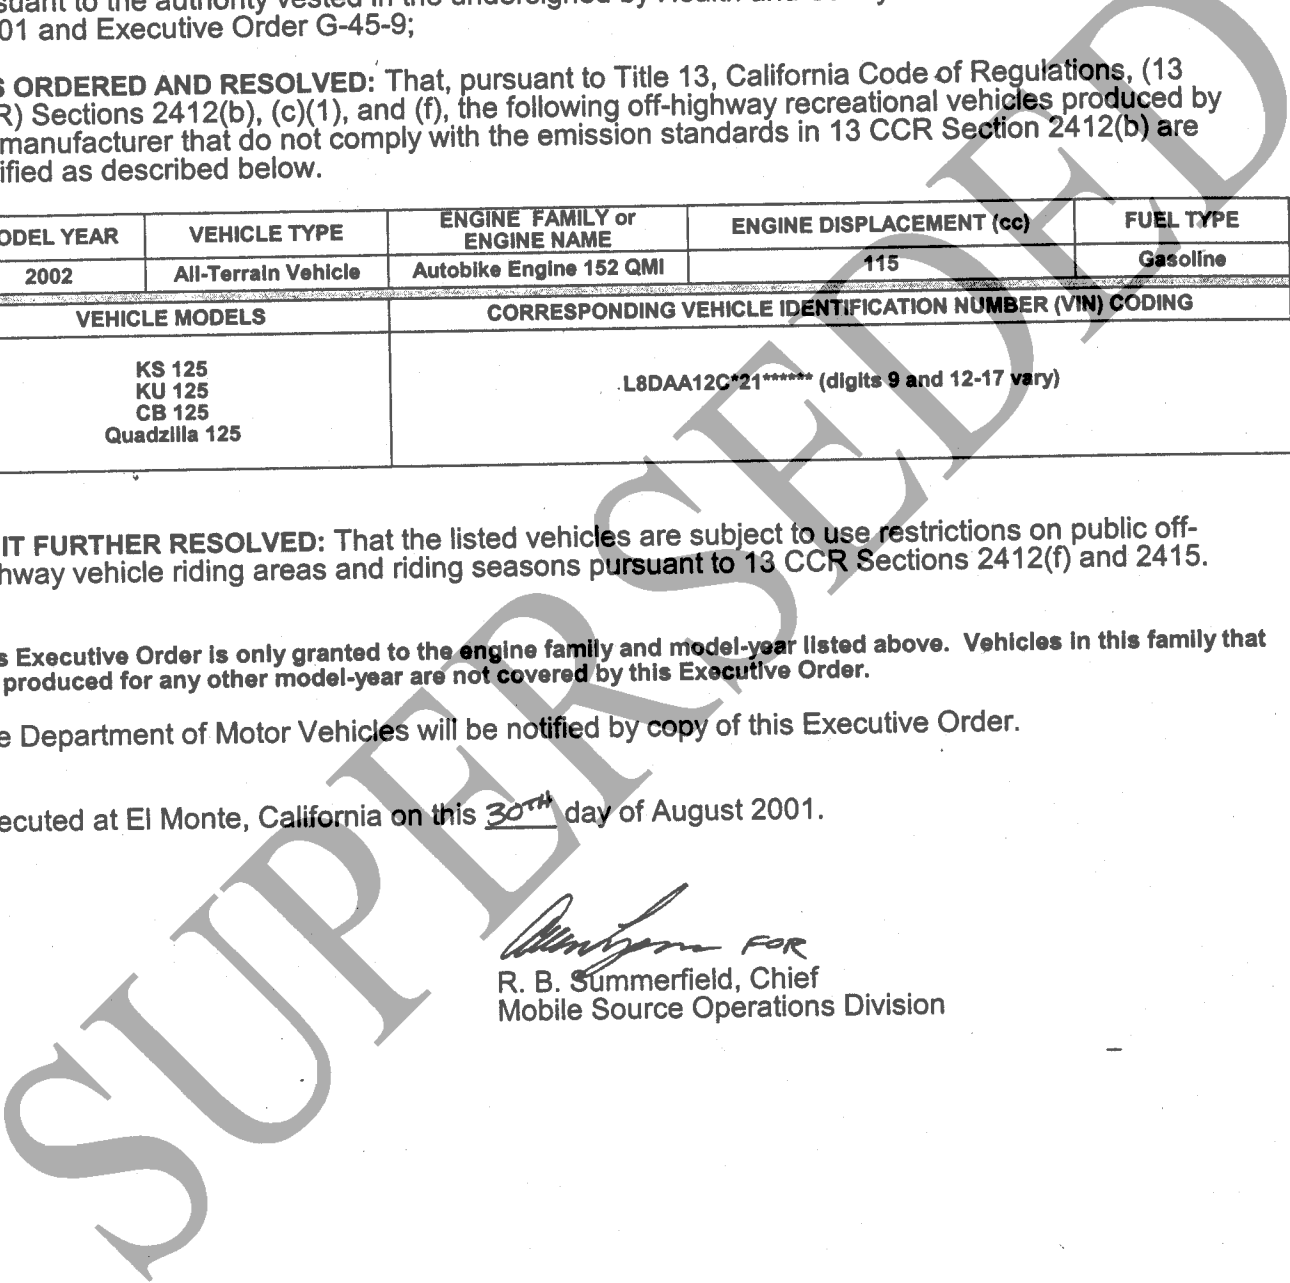 suant to the authority vested in the undersigned by Health and
01 and Executive Order G-45-9;
S ORDERED AND RESOLVED: That, pursuant to Title 13, California Code of Regulations, (13
R) Sections 2412(b), (c)(1), and (f), the following off-highway recreational vehicles produced by
manufacturer that do not comply with the emission standards in 13 CCR Section 2412(b) are
ified as described below.
ODEL YEAR VEHICLE TYPE ENGINE FAMILY or ENGINE NAME ENGINE DISPLACEMENT (cc) FUEL TYPE
2002 All-Terrain Vehicle Autobike Engine 152 QMI 115 Gasoline
VEHICLE MODELS CORRESPONDING VEHICLE IDENTIFICATION NUMBER (VIN) CODING
KS 125
KU 125
CB 125
Quadzilla 125
L8DAA12C*21****** (digits 9 and 12-17 vary)
IT FURTHER RESOLVED: That the listed vehicles are subject to use restrictions on public off-
hway vehicle riding areas and riding seasons pursuant to 13 CCR Sections 2412(f) and 2415.
s Executive Order is only granted to the engine family and model-year listed above. Vehicles in this family that
produced for any other model-year are not covered by this Executive Order.
e Department of Motor Vehicles will be notified by copy of this Executive Order.
ecuted at El Monte, California on this 30TH day of August 2001.
FOR
R. B. Summerfield, Chief
Mobile Source Operations Division
SUPERSEDED